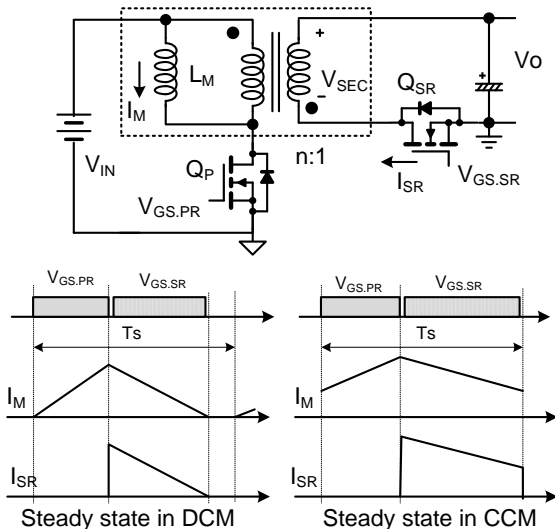 +
L_M
I_M
V_SEC
Vo
Q_SR
+
−
V_IN
n:1
Q_P
I_SR
V_GS.SR
V_GS.PR
V_GS.PR
V_GS.SR
Ts
I_M
I_SR
Steady state in DCM
V_GS.PR
V_GS.SR
Ts
I_M
I_SR
Steady state in CCM